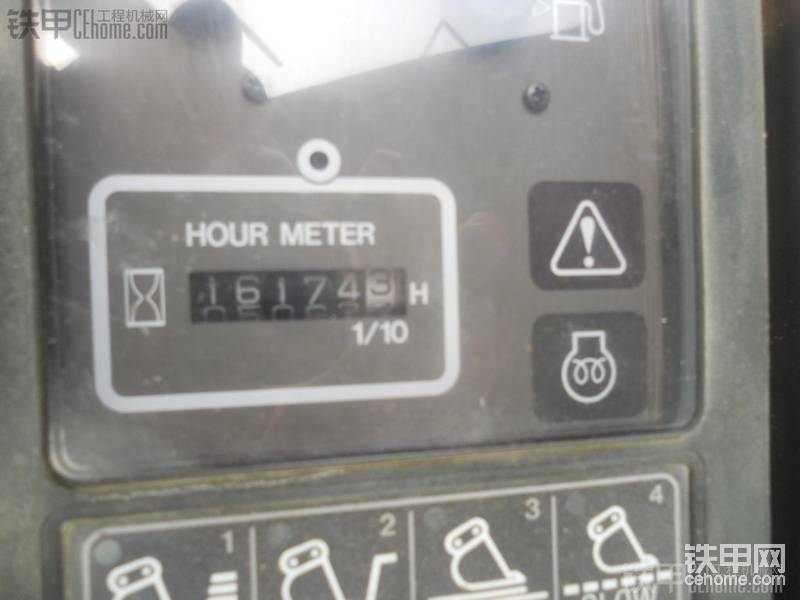 铁甲 工程机械网
CEhome.com
HOUR METER
161743 H
1/10
1 2 3 4
SLOW
铁甲网
cehome.com